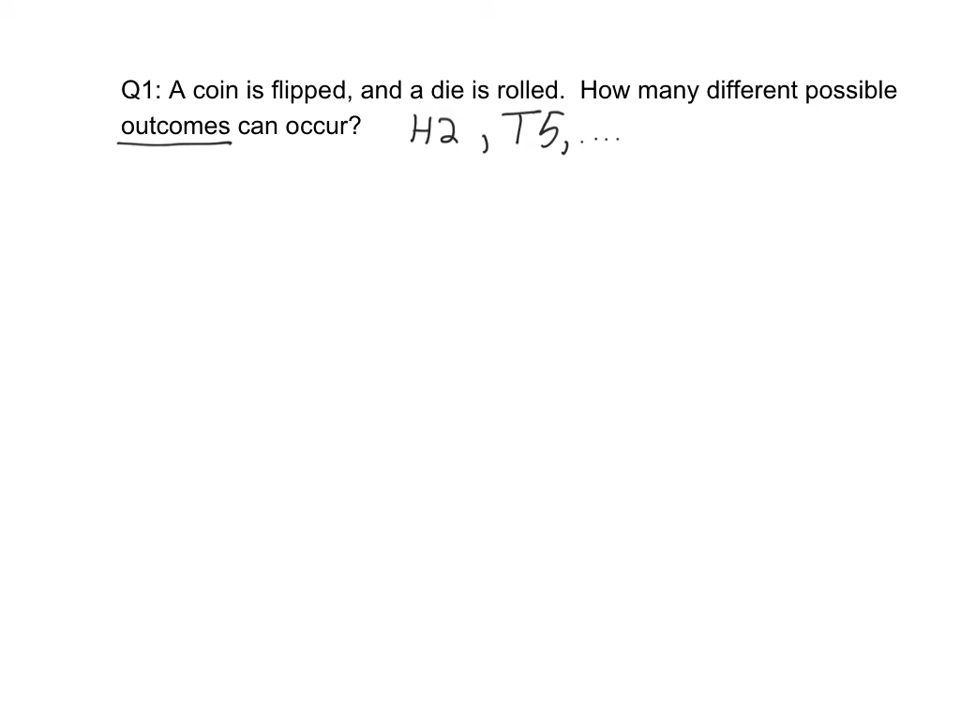 Q1: A coin is flipped, and a die is rolled.  How many different possible
outcomes can occur? H2 , T5, ....